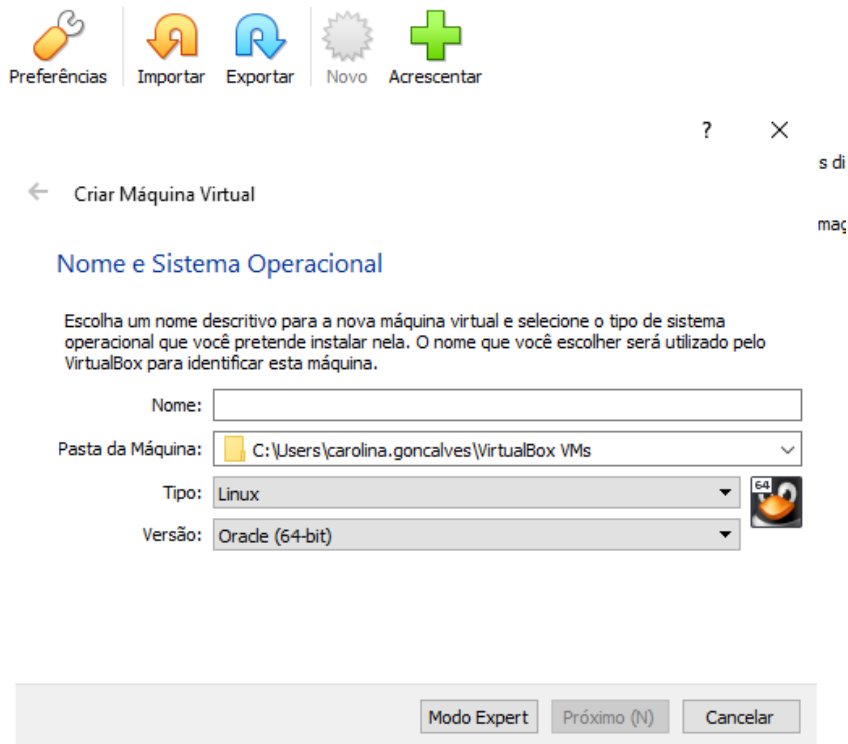 Preferências Importar Exportar Novo Acrescentar
?
s di
Criar Máquina Virtual
maq
Nome e Sistema Operacional
Escolha um nome descritivo para a nova máquina virtual e selecione o tipo de sistema
operacional que você pretende instalar nela. O nome que você escolher será utilizado pelo
VirtualBox para identificar esta máquina.
Nome:
Pasta da Máquina: C:\Users\carolina.goncalves\VirtualBox VMs
Tipo: Linux
64
Versão: Oracle (64-bit)
Modo Expert Próximo (N) Cancelar